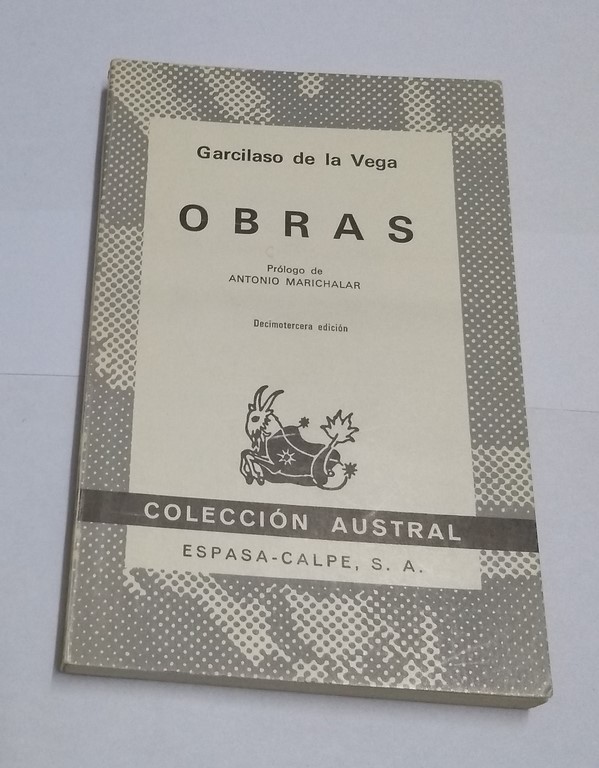 Garcilaso de la Vega
OBRAS
Prólogo de
ANTONIO MARICHALAR
Decimotercera edición
COLECCIÓN AUSTRAL
ESPASA-CALPE, S. A.